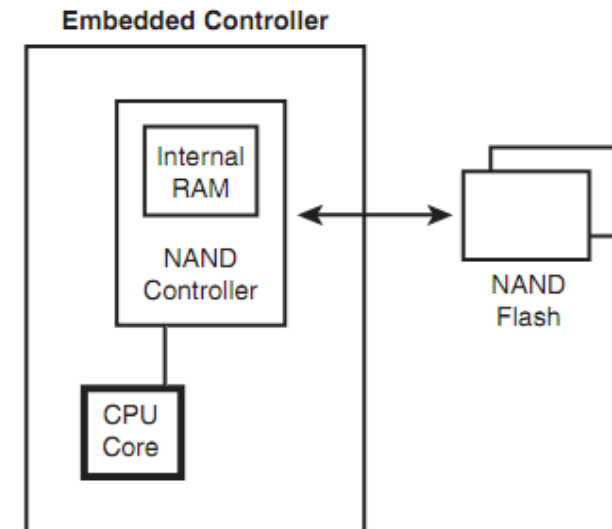 Embedded Controller
Internal
RAM
NAND
Controller
NAND
Flash
CPU
Core